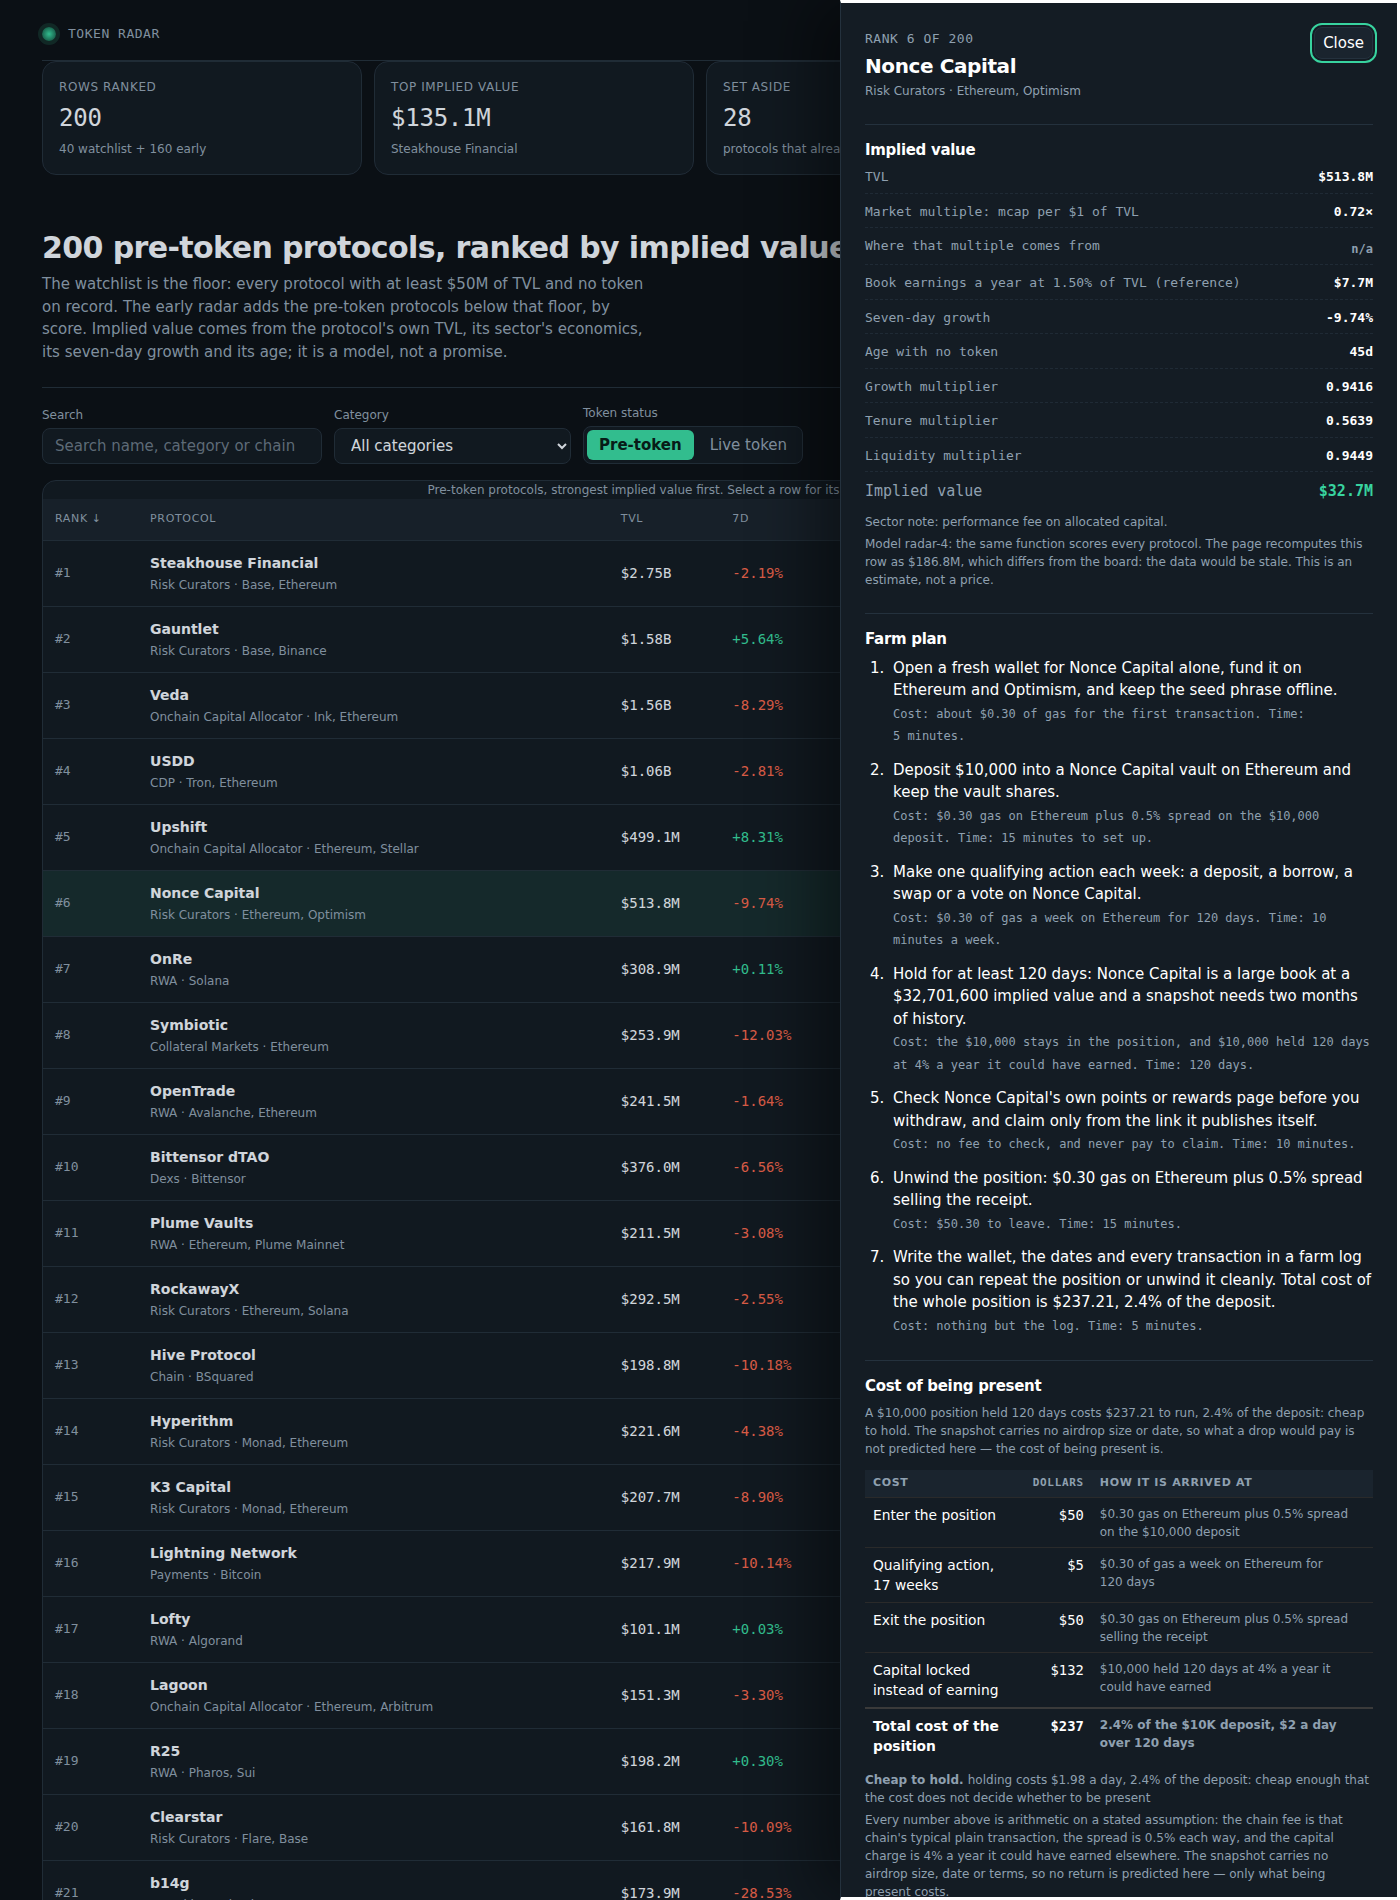 TOKEN RADAR
ROWS RANKED
200
40 watchlist + 160 early
TOP IMPLIED VALUE
$135.1M
Steakhouse Financial
SET ASIDE
28
protocols that alrea
200 pre-token protocols, ranked by implied value
The watchlist is the floor: every protocol with at least $50M of TVL and no token
on record. The early radar adds the pre-token protocols below that floor, by
score. Implied value comes from the protocol's own TVL, its sector's economics,
its seven-day growth and its age; it is a model, not a promise.
Search
Search name, category or chain
Category
All categories
Token status
Pre-token Live token
Pre-token protocols, strongest implied value first. Select a row for its
RANK ↓ PROTOCOL TVL 7D
#1 Steakhouse Financial $2.75B -2.19%
Risk Curators · Base, Ethereum
#2 Gauntlet $1.58B +5.64%
Risk Curators · Base, Binance
#3 Veda $1.56B -8.29%
Onchain Capital Allocator · Ink, Ethereum
#4 USDD $1.06B -2.81%
CDP · Tron, Ethereum
#5 Upshift $499.1M +8.31%
Onchain Capital Allocator · Ethereum, Stellar
#6 Nonce Capital $513.8M -9.74%
Risk Curators · Ethereum, Optimism
#7 OnRe $308.9M +0.11%
RWA · Solana
#8 Symbiotic $253.9M -12.03%
Collateral Markets · Ethereum
#9 OpenTrade $241.5M -1.64%
RWA · Avalanche, Ethereum
#10 Bittensor dTAO $376.0M -6.56%
Dexs · Bittensor
#11 Plume Vaults $211.5M -3.08%
RWA · Ethereum, Plume Mainnet
#12 RockawayX $292.5M -2.55%
Risk Curators · Ethereum, Solana
#13 Hive Protocol $198.8M -10.18%
Chain · BSquared
#14 Hyperithm $221.6M -4.38%
Risk Curators · Monad, Ethereum
#15 K3 Capital $207.7M -8.90%
Risk Curators · Monad, Ethereum
#16 Lightning Network $217.9M -10.14%
Payments · Bitcoin
#17 Lofty $101.1M +0.03%
RWA · Algorand
#18 Lagoon $151.3M -3.30%
Onchain Capital Allocator · Ethereum, Arbitrum
#19 R25 $198.2M +0.30%
RWA · Pharos, Sui
#20 Clearstar $161.8M -10.09%
Risk Curators · Flare, Base
#21 b14g $173.9M -28.53%
RANK 6 OF 200
Close
Nonce Capital
Risk Curators · Ethereum, Optimism
Implied value
TVL $513.8M
Market multiple: mcap per $1 of TVL 0.72×
Where that multiple comes from n/a
Book earnings a year at 1.50% of TVL (reference) $7.7M
Seven-day growth -9.74%
Age with no token 45d
Growth multiplier 0.9416
Tenure multiplier 0.5639
Liquidity multiplier 0.9449
Implied value $32.7M
Sector note: performance fee on allocated capital.
Model radar-4: the same function scores every protocol. The page recomputes this
row as $186.8M, which differs from the board: the data would be stale. This is an
estimate, not a price.
Farm plan
1. Open a fresh wallet for Nonce Capital alone, fund it on
Ethereum and Optimism, and keep the seed phrase offline.
Cost: about $0.30 of gas for the first transaction. Time:
5 minutes.
2. Deposit $10,000 into a Nonce Capital vault on Ethereum and
keep the vault shares.
Cost: $0.30 gas on Ethereum plus 0.5% spread on the $10,000
deposit. Time: 15 minutes to set up.
3. Make one qualifying action each week: a deposit, a borrow, a
swap or a vote on Nonce Capital.
Cost: $0.30 of gas a week on Ethereum for 120 days. Time: 10
minutes a week.
4. Hold for at least 120 days: Nonce Capital is a large book at a
$32,701,600 implied value and a snapshot needs two months
of history.
Cost: the $10,000 stays in the position, and $10,000 held 120 days
at 4% a year it could have earned. Time: 120 days.
5. Check Nonce Capital's own points or rewards page before you
withdraw, and claim only from the link it publishes itself.
Cost: no fee to check, and never pay to claim. Time: 10 minutes.
6. Unwind the position: $0.30 gas on Ethereum plus 0.5% spread
selling the receipt.
Cost: $50.30 to leave. Time: 15 minutes.
7. Write the wallet, the dates and every transaction in a farm log
so you can repeat the position or unwind it cleanly. Total cost of
the whole position is $237.21, 2.4% of the deposit.
Cost: nothing but the log. Time: 5 minutes.
Cost of being present
A $10,000 position held 120 days costs $237.21 to run, 2.4% of the deposit: cheap
to hold. The snapshot carries no airdrop size or date, so what a drop would pay is
not predicted here — the cost of being present is.
COST DOLLARS HOW IT IS ARRIVED AT
Enter the position $50 $0.30 gas on Ethereum plus 0.5% spread
on the $10,000 deposit
Qualifying action, $5 $0.30 of gas a week on Ethereum for
17 weeks 120 days
Exit the position $50 $0.30 gas on Ethereum plus 0.5% spread
selling the receipt
Capital locked $132 $10,000 held 120 days at 4% a year it
instead of earning could have earned
Total cost of the $237 2.4% of the $10K deposit, $2 a day
position over 120 days
Cheap to hold. holding costs $1.98 a day, 2.4% of the deposit: cheap enough that
the cost does not decide whether to be present
Every number above is arithmetic on a stated assumption: the chain fee is that
chain's typical plain transaction, the spread is 0.5% each way, and the capital
charge is 4% a year it could have earned elsewhere. The snapshot carries no
airdrop size, date or terms, so no return is predicted here — only what being
present costs.